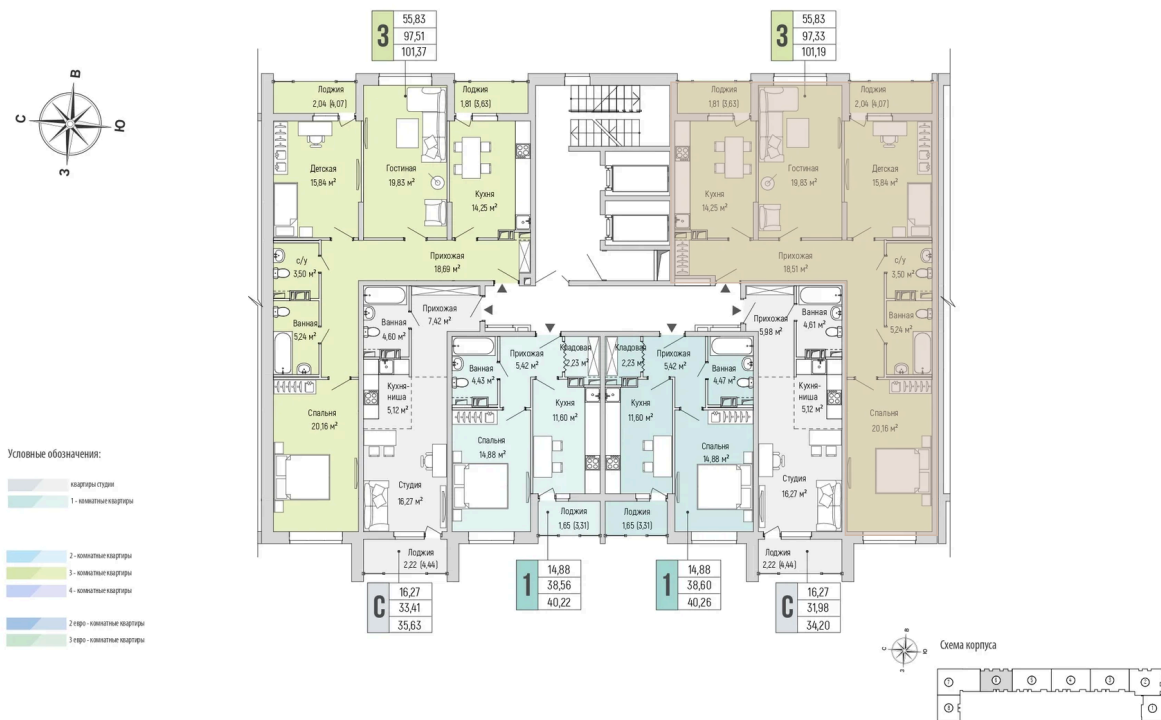 3
55,83
97,51
101,37
3
55,83
97,33
101,19
В
С
Ю
З
Лоджия
2,04 (4,07)
Лоджия
1,81 (3,63)
Лоджия
1,81 (3,63)
Лоджия
2,04 (4,07)
Детская
15,84 м²
Гостиная
19,83 м²
Кухня
14,25 м²
Кухня
14,25 м²
Гостиная
19,83 м²
Детская
15,84 м²
с/у
3,50 м²
Прихожая
18,69 м²
Прихожая
18,51 м²
с/у
3,50 м²
Ванная
5,24 м²
Ванная
4,60 м²
Прихожая
7,42 м²
Прихожая
5,98 м²
Ванная
4,61 м²
Ванная
5,24 м²
Прихожая
5,42 м²
Кладовая
2,23 м²
Кладовая
2,23 м²
Прихожая
5,42 м²
Ванная
4,43 м²
Ванная
4,47 м²
Кухня-
ниша
5,12 м²
Кухня-
ниша
5,12 м²
Спальня
20,16 м²
Кухня
11,60 м²
Кухня
11,60 м²
Спальня
20,16 м²
Спальня
14,88 м²
Спальня
14,88 м²
Студия
16,27 м²
Студия
16,27 м²
Лоджия
1,65 (3,31)
Лоджия
1,65 (3,31)
Лоджия
2,22 (4,44)
Лоджия
2,22 (4,44)
С
16,27
33,41
35,63
1
14,88
38,56
40,22
1
14,88
38,60
40,26
С
16,27
31,98
34,20
Условные обозначения:
квартиры студии
1 - комнатные квартиры
2 - комнатные квартиры
3 - комнатные квартиры
4 - комнатные квартиры
2 евро - комнатные квартиры
3 евро - комнатные квартиры
В
С
Ю
З
Схема корпуса
7
6
5
4
3
2
8
1